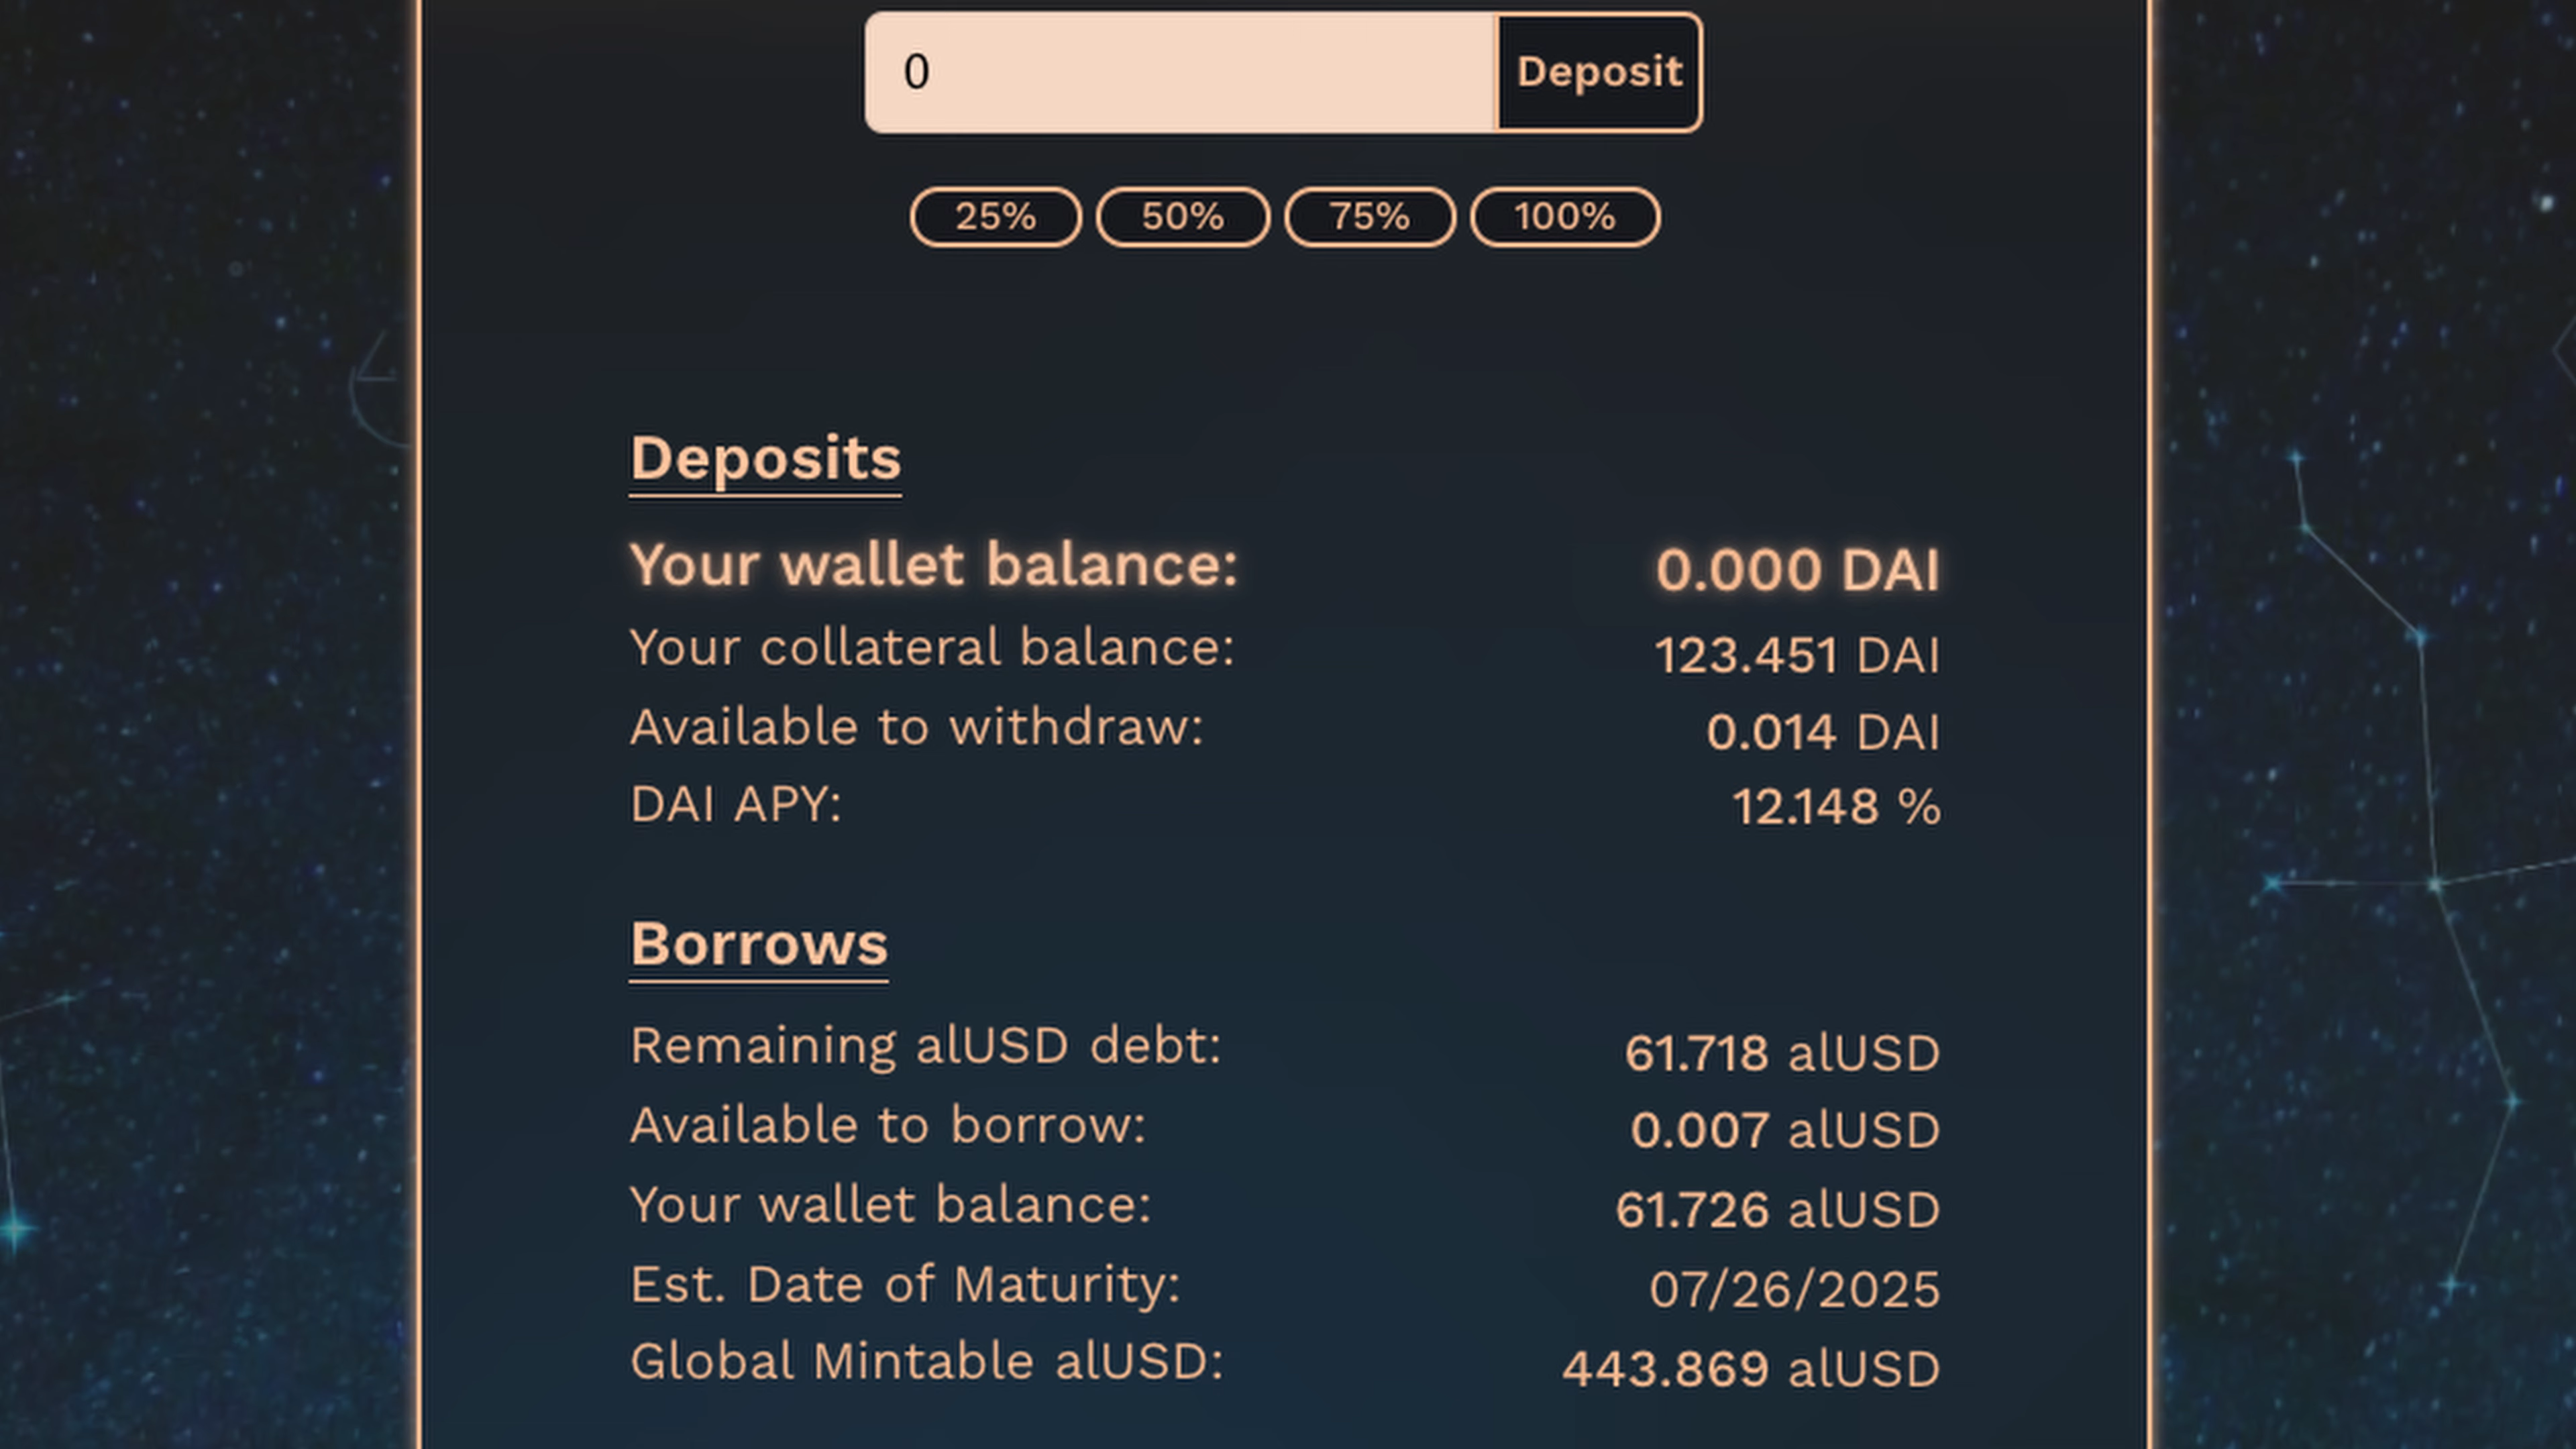 0 Deposit
25% 50% 75% 100%
Deposits
Your wallet balance: 0.000 DAI
Your collateral balance: 123.451 DAI
Available to withdraw: 0.014 DAI
DAI APY: 12.148 %
Borrows
Remaining alUSD debt: 61.718 alUSD
Available to borrow: 0.007 alUSD
Your wallet balance: 61.726 alUSD
Est. Date of Maturity: 07/26/2025
Global Mintable alUSD: 443.869 alUSD